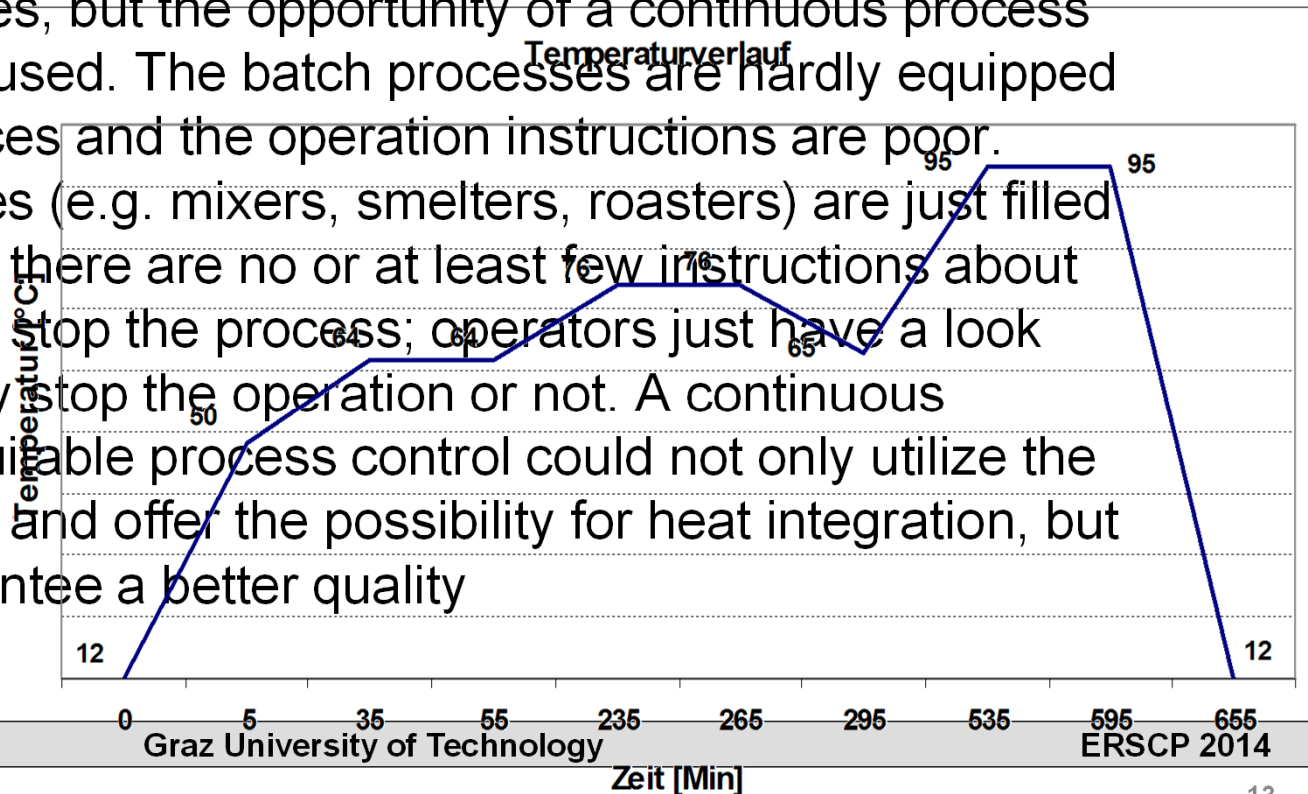 es, but the opportunity of a continuous process
Temperaturverlauf
used. The batch processes are hardly equipped
ces and the operation instructions are poor.
95 95
es (e.g. mixers, smelters, roasters) are just filled
there are no or at least few instructions about
76 76
stop the process; operators just have a look
64 64 65
y stop the operation or not. A continuous
50
process control could not only utilize the
and offer the possibility for heat integration, but
ntee a better quality
Temperatur [°C]
12 12
0 5 35 55 235 265 295 535 595 655
Graz University of Technology ERSCP 2014
Zeit [Min]